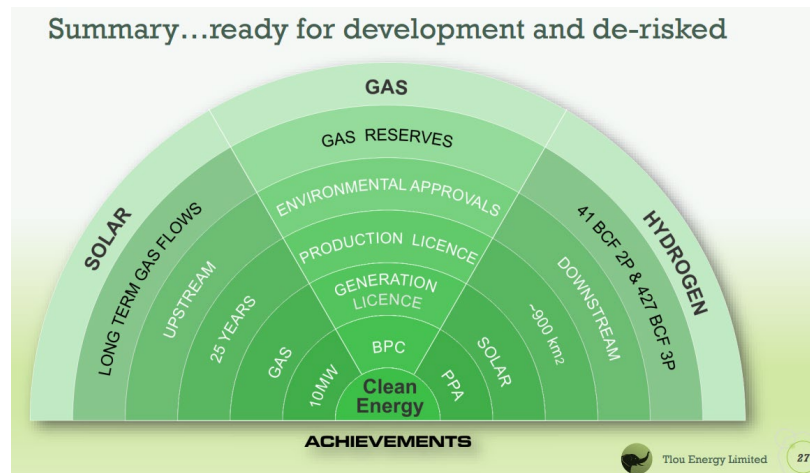 Summary…ready for development and de-risked
GAS
SOLAR
HYDROGEN
LONG TERM GAS FLOWS
GAS RESERVES
41 BCF 2P & 427 BCF 3P
UPSTREAM
ENVIRONMENTAL APPROVALS
DOWNSTREAM
25 YEARS
PRODUCTION LICENCE
~900 km2
GAS
GENERATION
LICENCE
SOLAR
10MW
BPC
PPA
Clean
Energy
ACHIEVEMENTS
Tlou Energy Limited
27